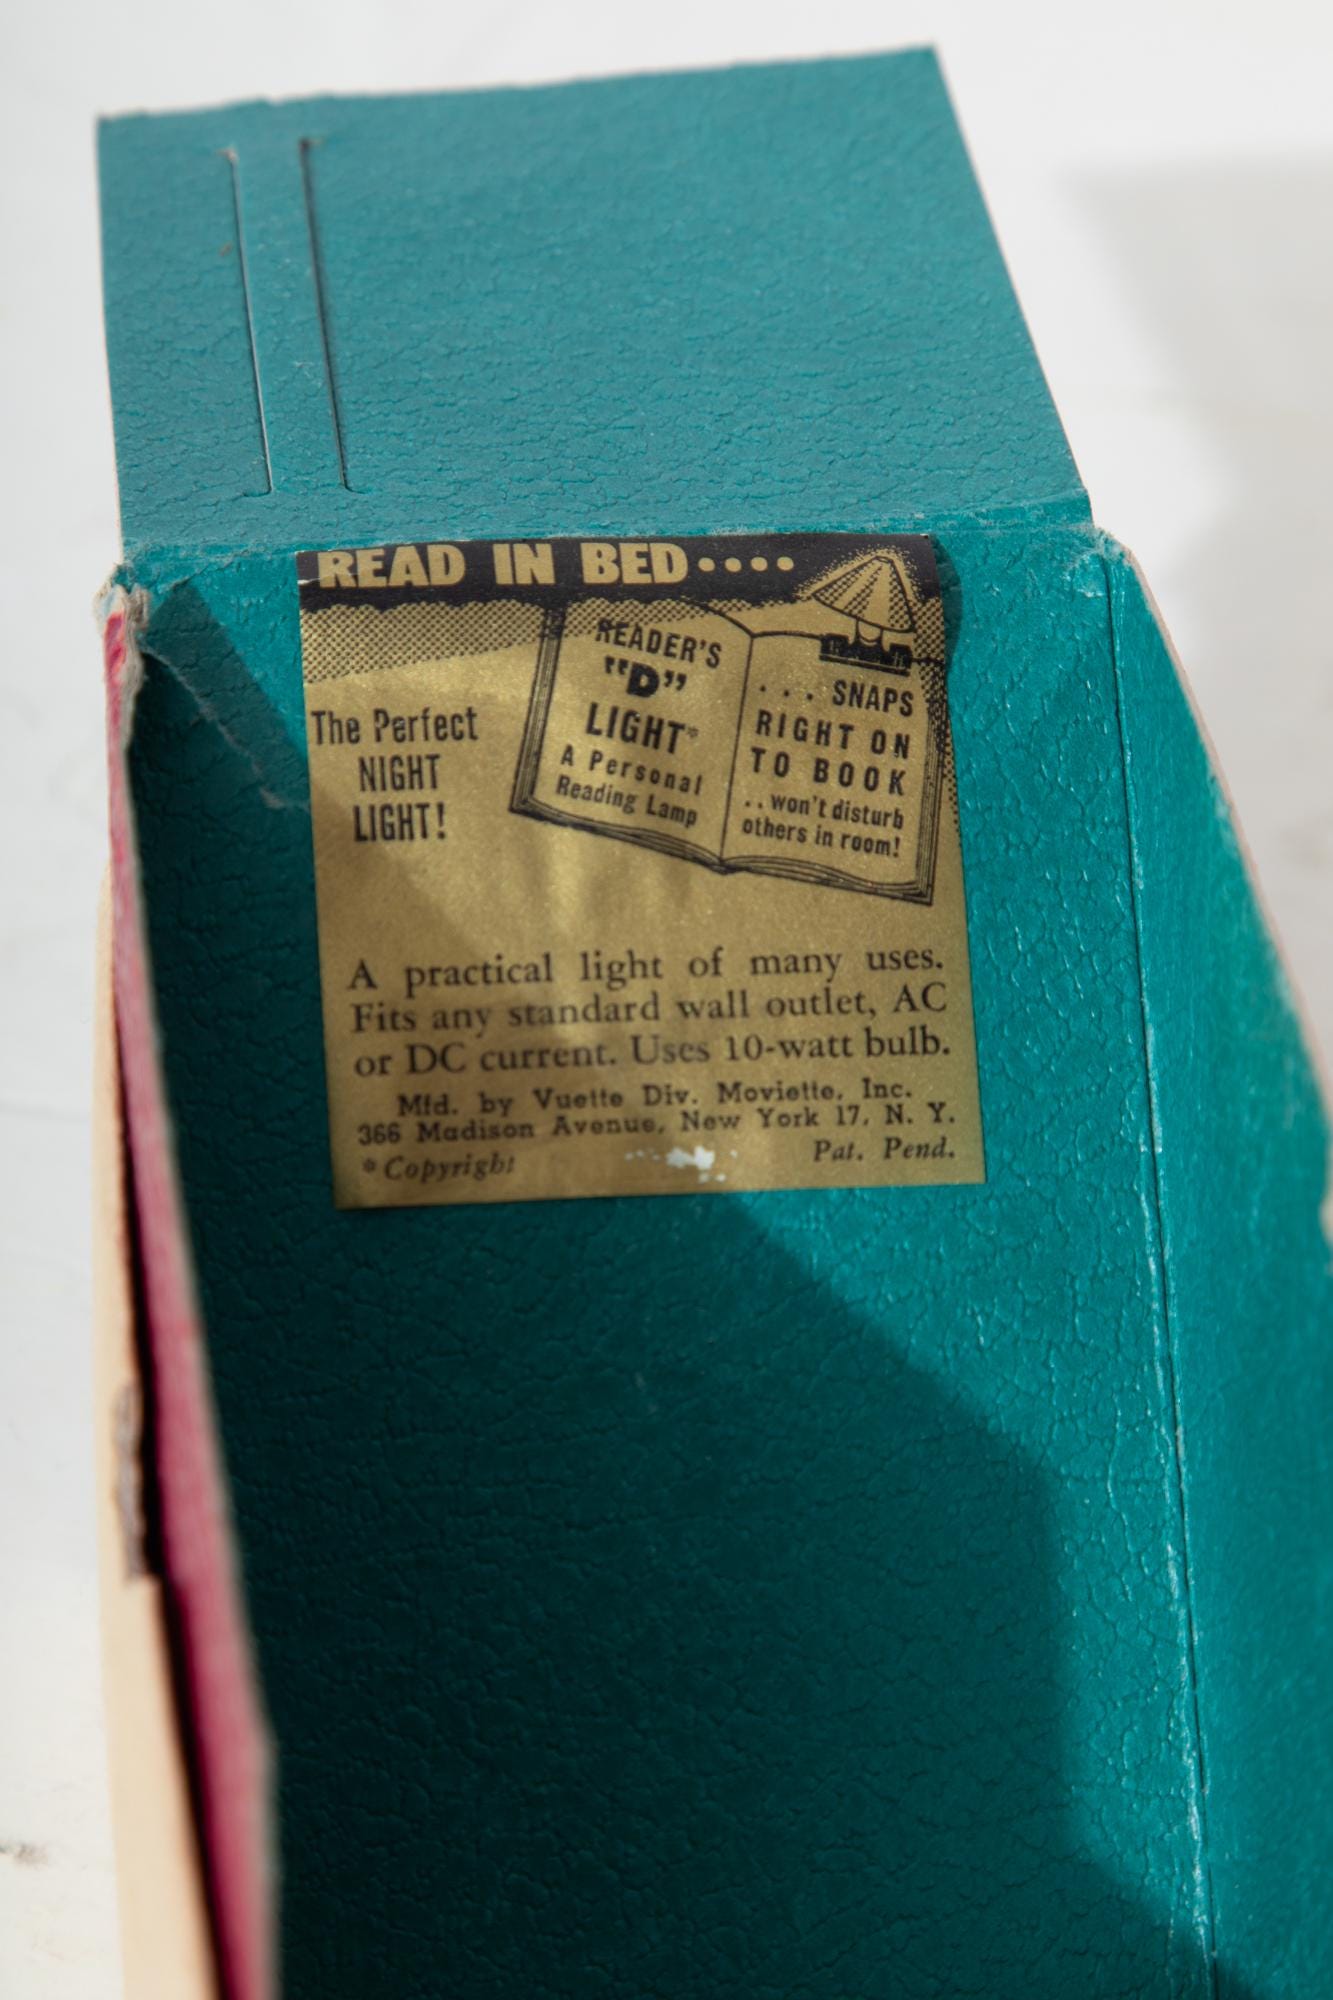 READ IN BED....
The Perfect
NIGHT
LIGHT!
READER'S
"D"
LIGHT*
A Personal
Reading Lamp
... SNAPS
RIGHT ON
TO BOOK
..won't disturb
others in room!
A practical light of many uses.
Fits any standard wall outlet, AC
or DC current. Uses 10-watt bulb.
Mfd. by Vuette Div. Moviette, Inc.
366 Madison Avenue, New York 17, N. Y.
*Copyright Pat. Pend.